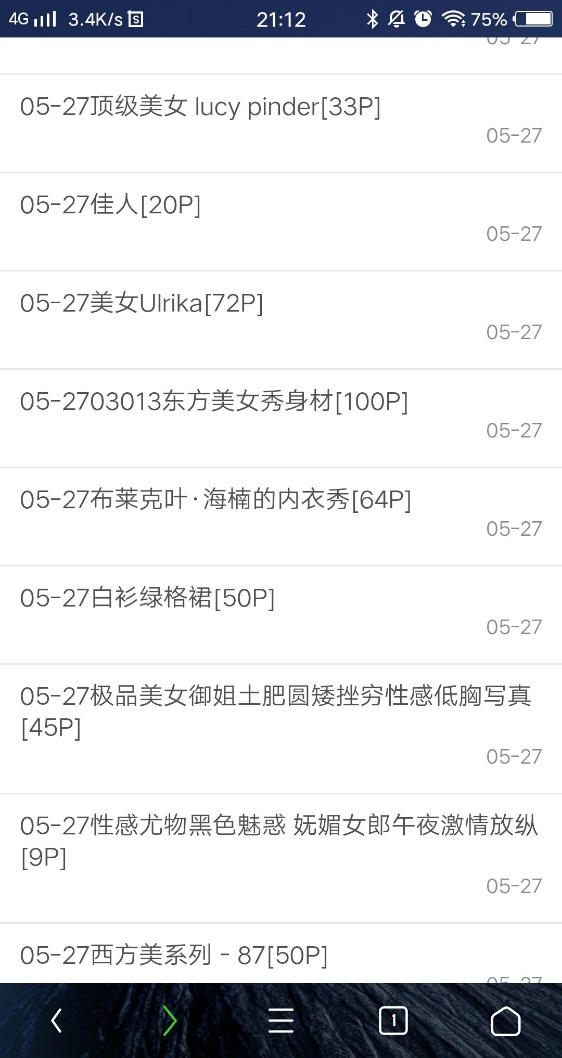 4G 3.4K/s 21:12 75%
05-27顶级美女 lucy pinder[33P]
05-27
05-27佳人[20P]
05-27
05-27美女Ulrika[72P]
05-27
05-2703013东方美女秀身材[100P]
05-27
05-27布莱克叶·海楠的内衣秀[64P]
05-27
05-27白衫绿格裙[50P]
05-27
05-27极品美女御姐土肥圆矮挫穷性感低胸写真
[45P]
05-27
05-27性感尤物黑色魅惑 妩媚女郎午夜激情放纵
[9P]
05-27
05-27西方美系列 - 87[50P]
1